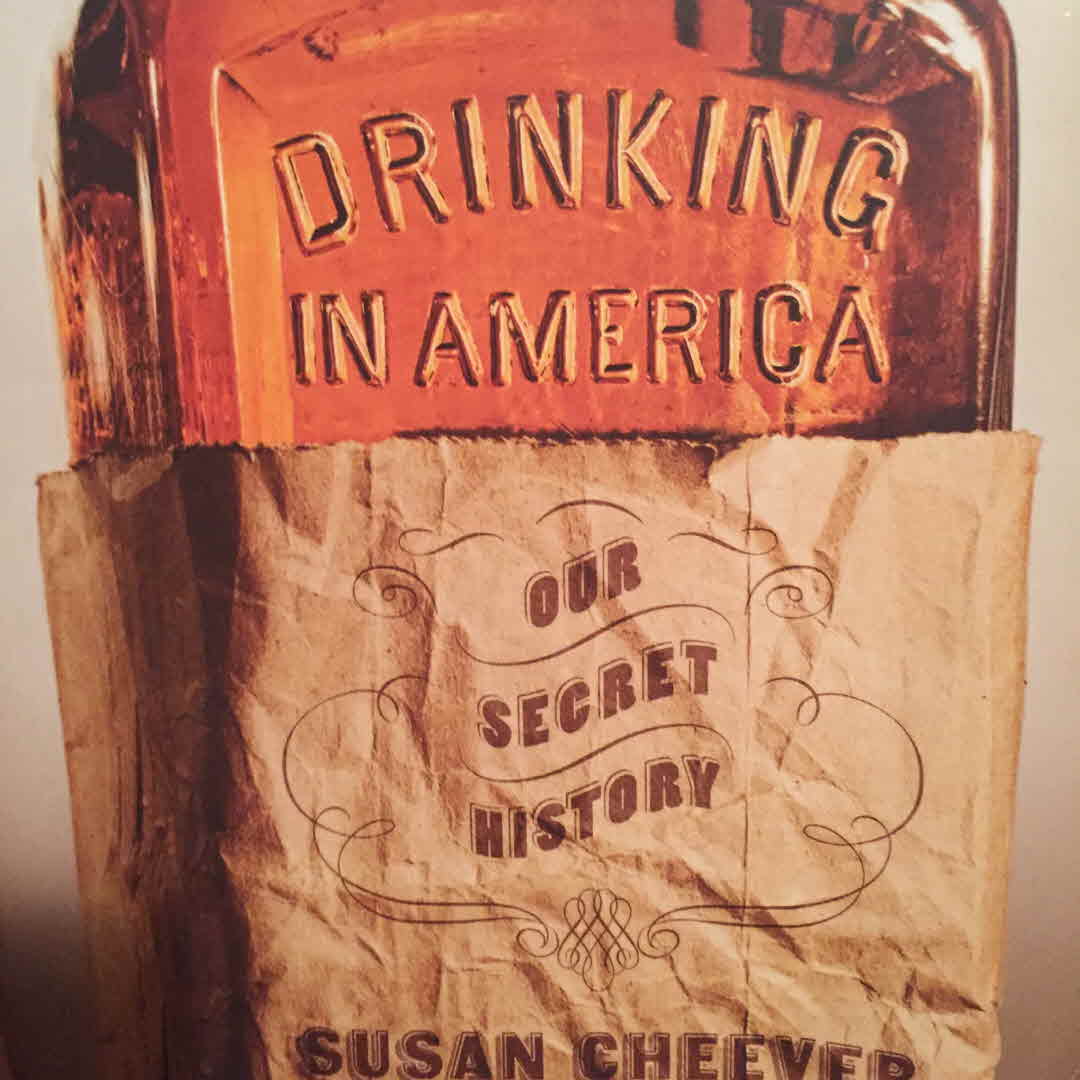 DRINKING
IN AMERICA
OUR
SECRET
HISTORY
SUSAN CHEEVER